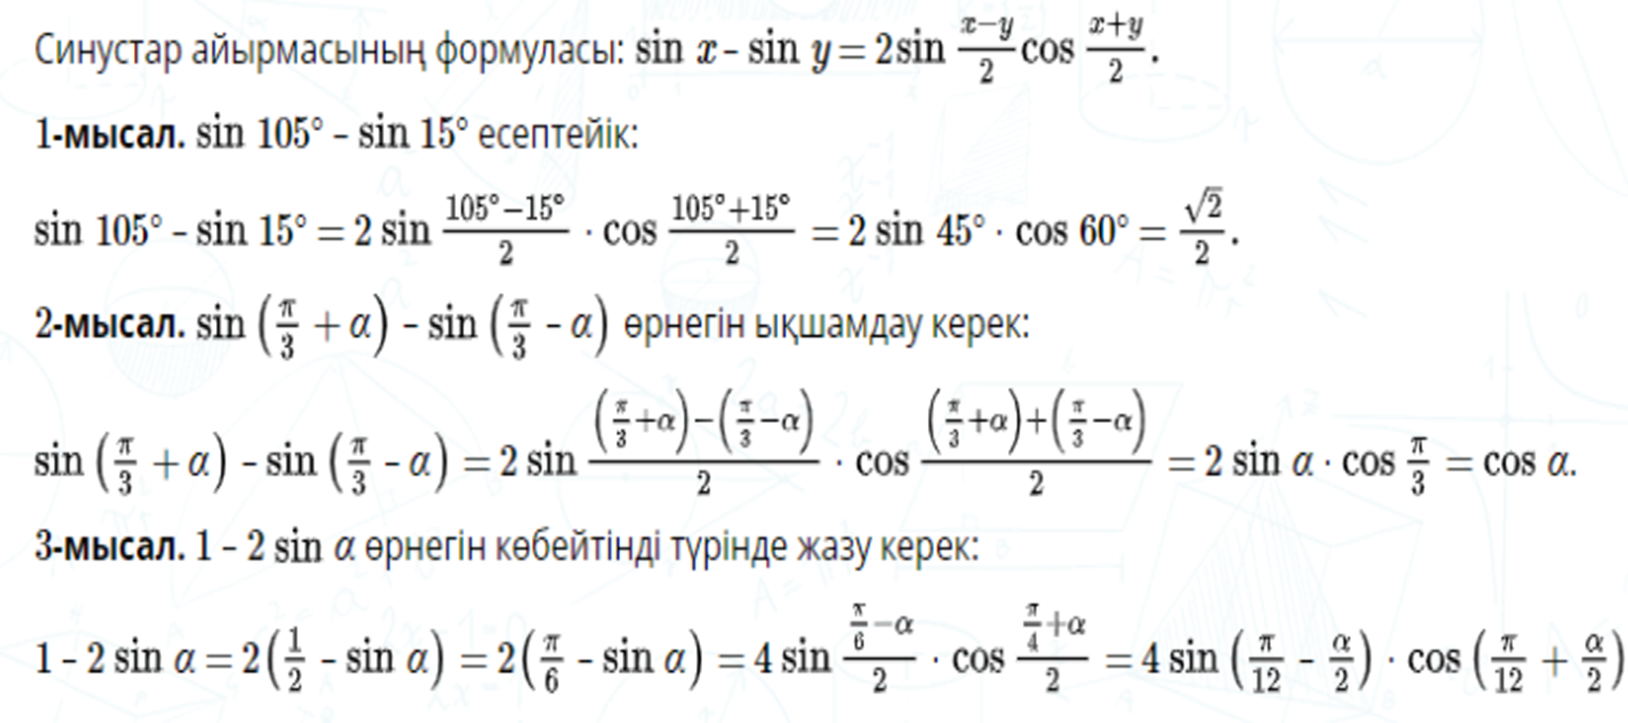 Синустар айырмасының формуласы: sin x - sin y = 2sin (x−y)/2 cos (x+y)/2.
1-мысал. sin 105° - sin 15° есептейік:
sin 105° - sin 15° = 2 sin (105°−15°)/2 · cos (105°+15°)/2 = 2 sin 45° · cos 60° = √2/2.
2-мысал. sin (π/3 + α) - sin (π/3 - α) өрнегін ықшамдау керек:
sin (π/3 + α) - sin (π/3 - α) = 2 sin ((π/3+α)−(π/3−α))/2 · cos ((π/3+α)+(π/3−α))/2 = 2 sin α · cos π/3 = cos α.
3-мысал. 1 - 2 sin α өрнегін көбейтінді түрінде жазу керек:
1 - 2 sin α = 2(1/2 - sin α) = 2(π/6 - sin α) = 4 sin (π/6−α)/2 · cos (π/4+α)/2 = 4 sin (π/12 - α/2) · cos (π/12 + α/2)